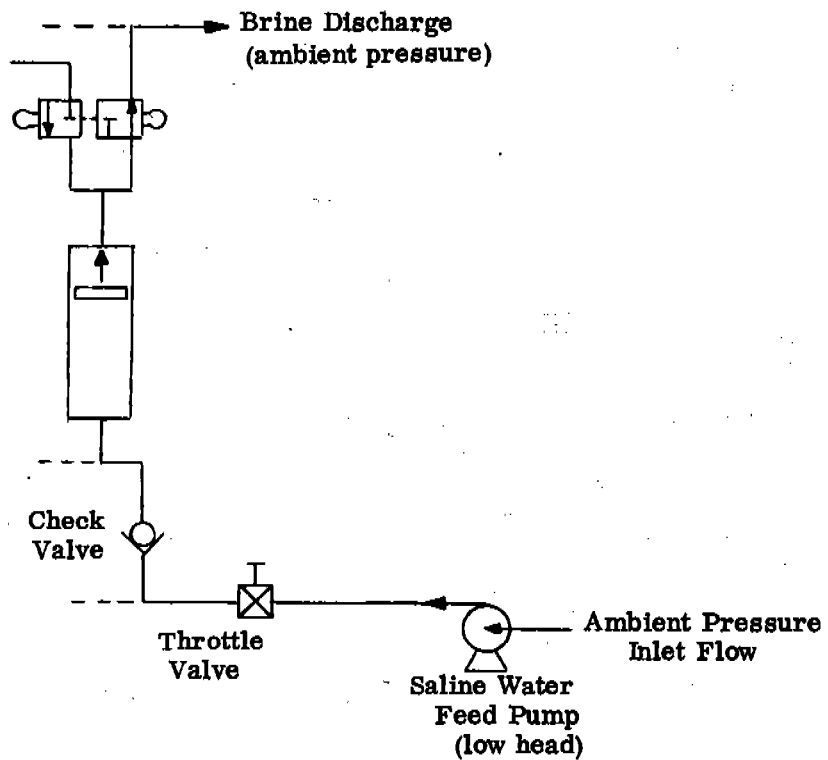 Brine Discharge
(ambient pressure)
Check
Valve
Throttle
Valve
Ambient Pressure
Inlet Flow
Saline Water
Feed Pump
(low head)